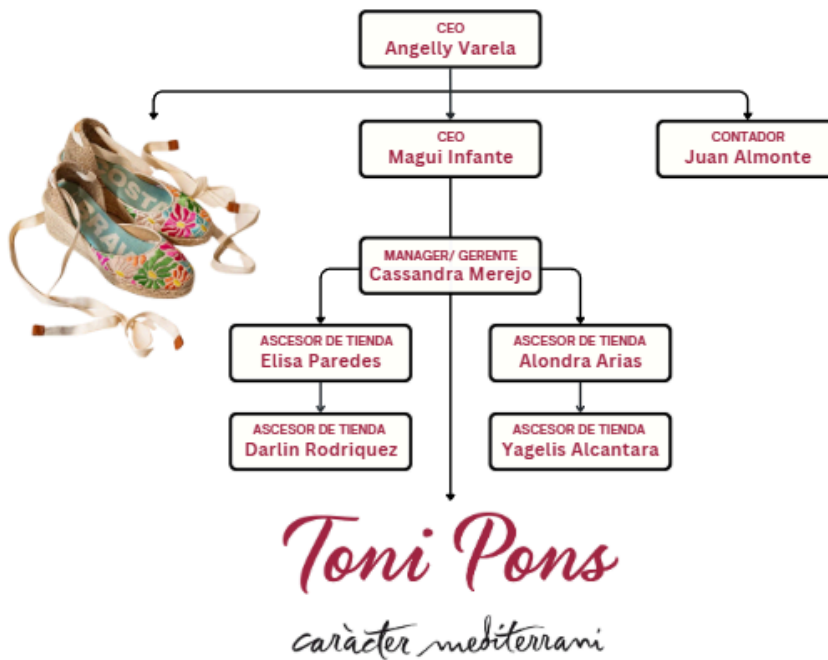 CEO
Angelly Varela
CEO
Magui Infante
CONTADOR
Juan Almonte
MANAGER/ GERENTE
Cassandra Merejo
ASCESOR DE TIENDA
Elisa Paredes
ASCESOR DE TIENDA
Alondra Arias
ASCESOR DE TIENDA
Darlin Rodriquez
ASCESOR DE TIENDA
Yagelis Alcantara
Toni Pons
caràcter mediterrani